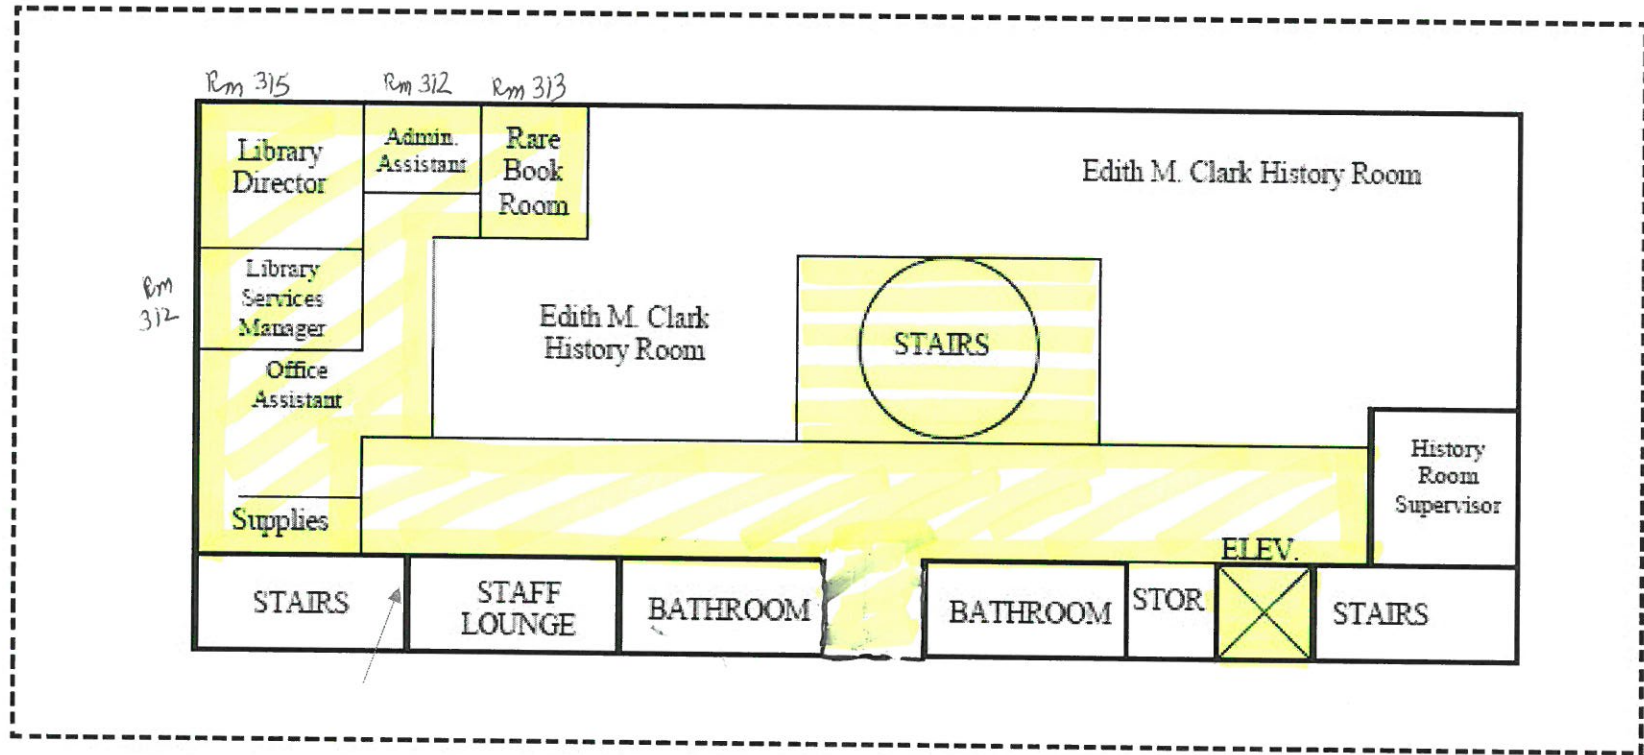 Rm 315
Rm 312
Rm 313
Library
Director
Admin.
Assistant
Rare
Book
Room
Edith M. Clark History Room
Rm
312
Library
Services
Manager
Edith M. Clark
History Room
STAIRS
Office
Assistant
History
Room
Supervisor
Supplies
ELEV.
STAIRS
STAFF
LOUNGE
BATHROOM
BATHROOM
STOR
STAIRS